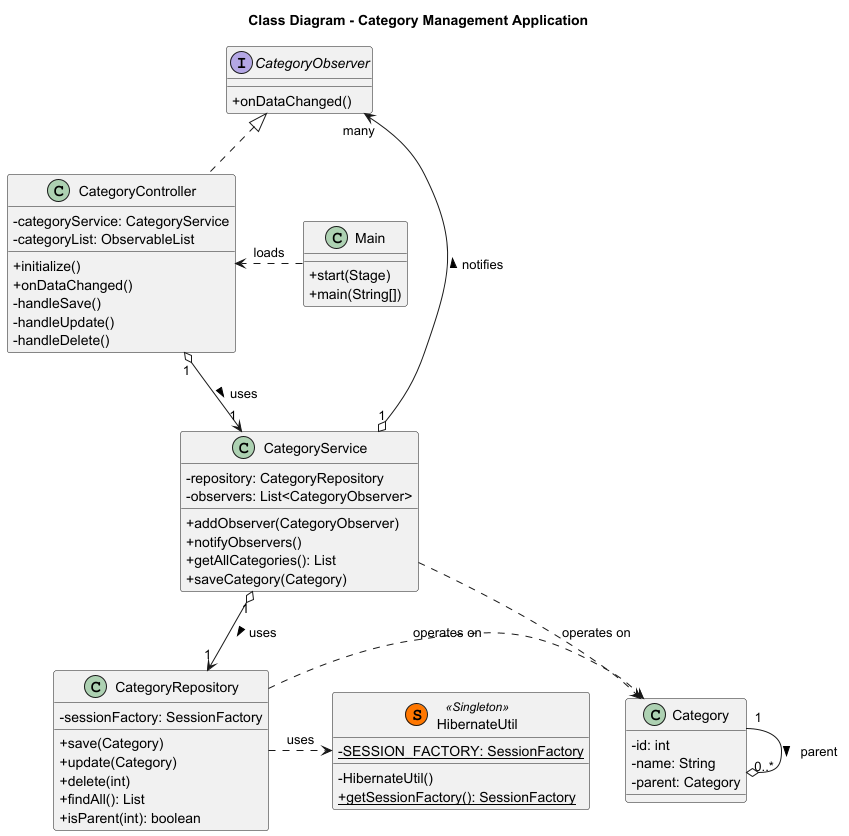 Class Diagram - Category Management Application
I CategoryObserver
+onDataChanged()
many
C CategoryController
-categoryService: CategoryService
-categoryList: ObservableList
+initialize()
+onDataChanged()
-handleSave()
-handleUpdate()
-handleDelete()
loads
C Main
+start(Stage)
+main(String[])
notifies
1
uses
1
1
C CategoryService
-repository: CategoryRepository
-observers: List<CategoryObserver>
+addObserver(CategoryObserver)
+notifyObservers()
+getAllCategories(): List
+saveCategory(Category)
1
uses
1
operates on
operates on
C CategoryRepository
-sessionFactory: SessionFactory
+save(Category)
+update(Category)
+delete(int)
+findAll(): List
+isParent(int): boolean
uses
S «Singleton»
HibernateUtil
-SESSION_FACTORY: SessionFactory
-HibernateUtil()
+getSessionFactory(): SessionFactory
C Category
-id: int
-name: String
-parent: Category
1
parent
0..*